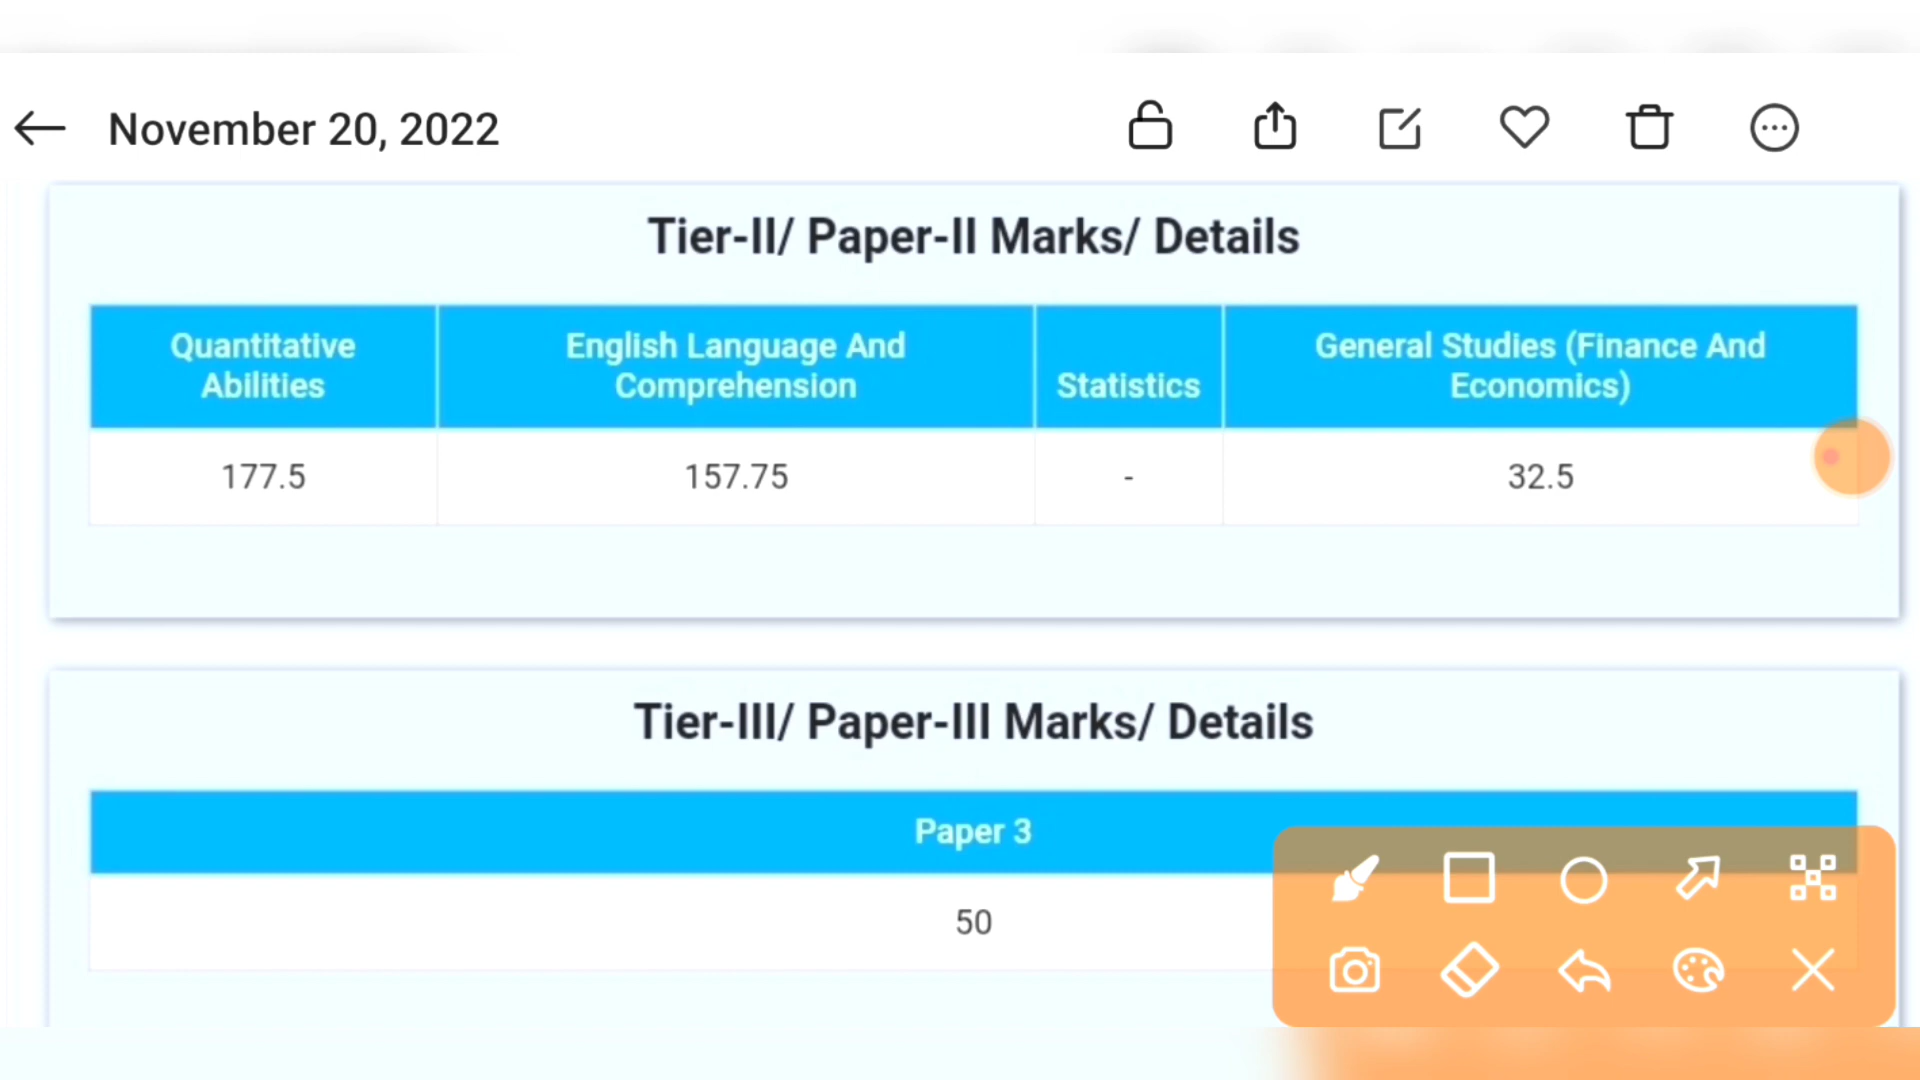 November 20, 2022
Tier-II/ Paper-II Marks/ Details
Quantitative Abilities
English Language And Comprehension
Statistics
General Studies (Finance And Economics)
177.5
157.75
-
32.5
Tier-III/ Paper-III Marks/ Details
Paper 3
50